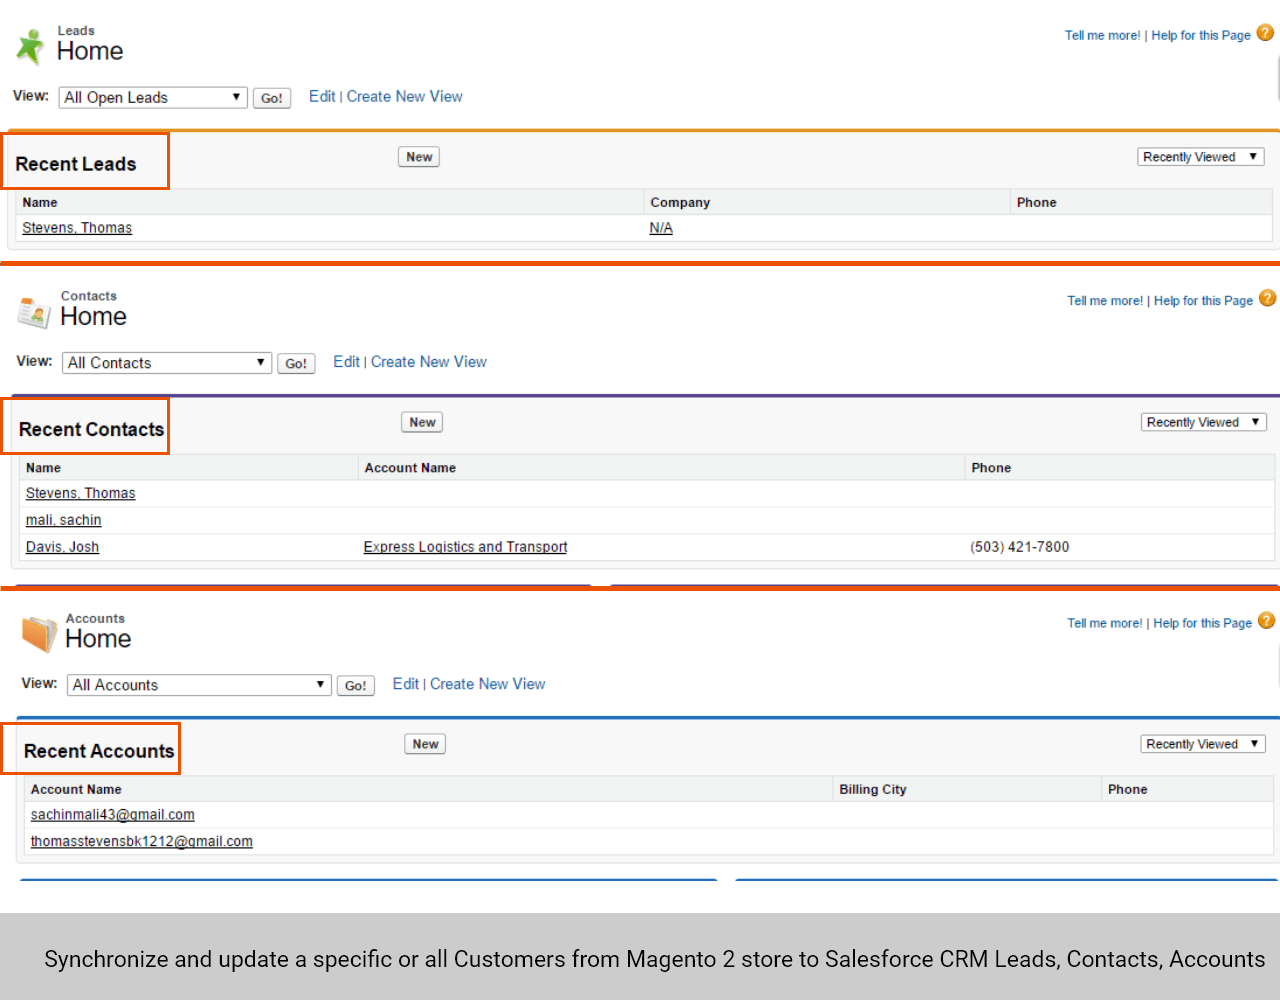 Leads
Home
Tell me more! | Help for this Page ?
View: All Open Leads Go! Edit | Create New View
Recent Leads New Recently Viewed
Name Company Phone
Stevens, Thomas N/A
Contacts
Home
Tell me more! | Help for this Page ?
View: All Contacts Go! Edit | Create New View
Recent Contacts New Recently Viewed
Name Account Name Phone
Stevens, Thomas
mali, sachin
Davis, Josh Express Logistics and Transport (503) 421-7800
Accounts
Home
Tell me more! | Help for this Page ?
View: All Accounts Go! Edit | Create New View
Recent Accounts New Recently Viewed
Account Name Billing City Phone
sachinmali43@gmail.com
thomasstevensbk1212@gmail.com
Synchronize and update a specific or all Customers from Magento 2 store to Salesforce CRM Leads, Contacts, Accounts